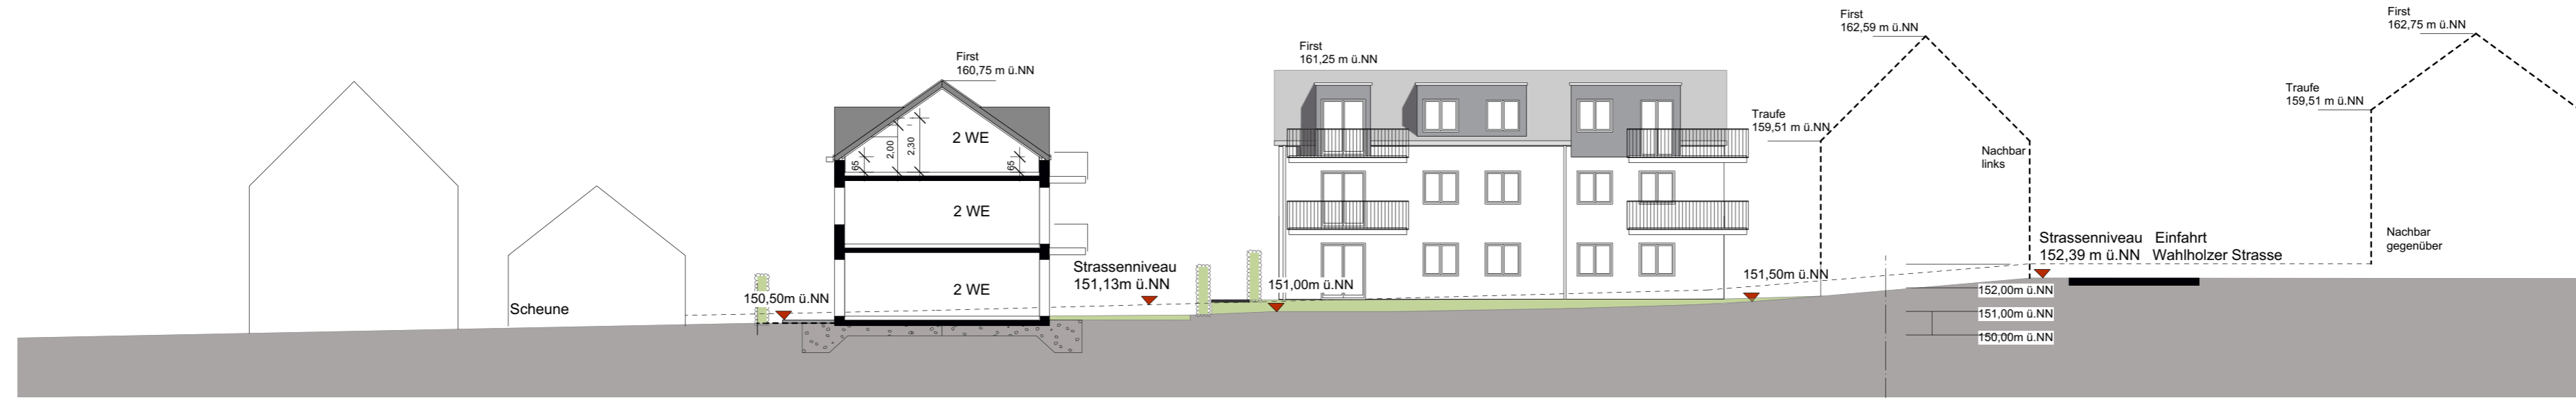 First
160,75 m ü.NN
2 WE
2,00
2,30
65
65
2 WE
2 WE
Scheune
150,50m ü.NN
Strassenniveau
151,13m ü.NN
First
161,25 m ü.NN
151,00m ü.NN
151,50m ü.NN
First
162,59 m ü.NN
Traufe
159,51 m ü.NN
Nachbar
links
Strassenniveau Einfahrt
152,39 m ü.NN Wahlholzer Strasse
152,00m ü.NN
151,00m ü.NN
150,00m ü.NN
First
162,75 m ü.NN
Traufe
159,51 m ü.NN
Nachbar
gegenüber